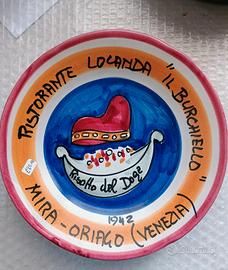 RISTORANTE LOCANDA "IL BURCHIELLO"
Risotto del Doge
1942
MIRA - ORIAGO (VENEZIA)